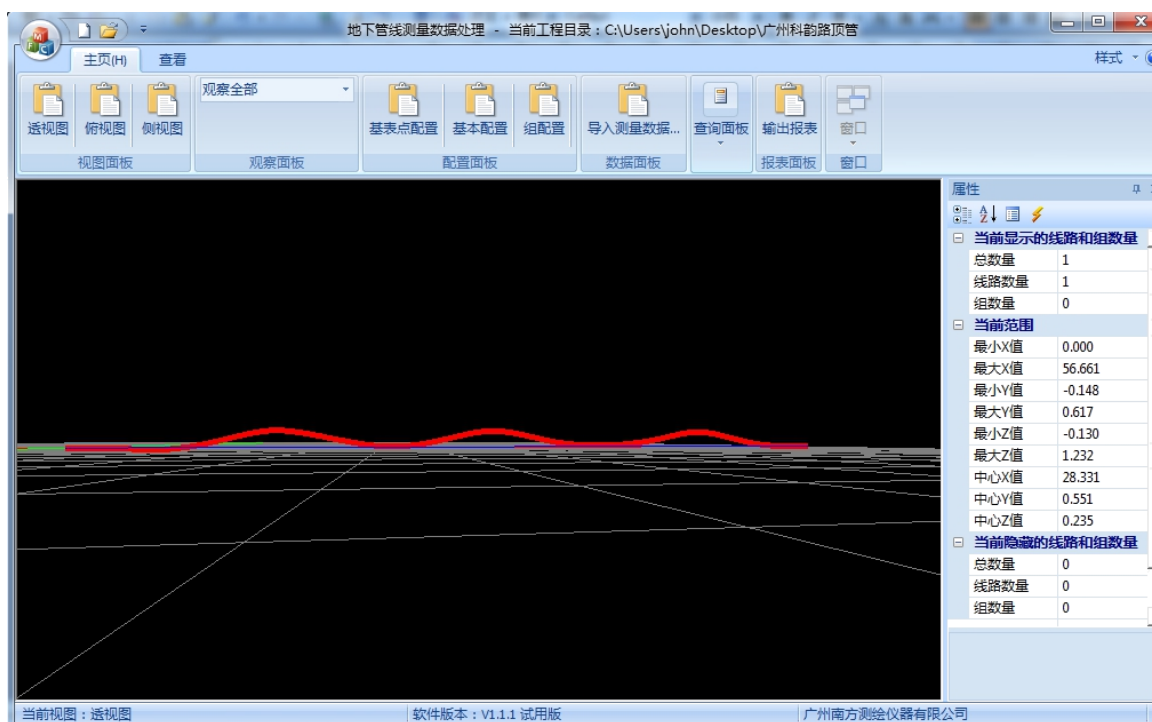 地下管线测量数据处理 - 当前工程目录：C:\Users\john\Desktop\广州科韵路顶管
主页(H) 查看 样式
观察全部
透视图 俯视图 侧视图 基表点配置 基本配置 组配置 导入测量数据... 查询面板 输出报表 窗口
视图面板 观察面板 配置面板 数据面板 报表面板 窗口
属性
当前显示的线路和组数量
总数量 1
线路数量 1
组数量 0
当前范围
最小X值 0.000
最大X值 56.661
最小Y值 -0.148
最大Y值 0.617
最小Z值 -0.130
最大Z值 1.232
中心X值 28.331
中心Y值 0.551
中心Z值 0.235
当前隐藏的线路和组数量
总数量 0
线路数量 0
组数量 0
当前视图：透视图 软件版本：V1.1.1 试用版 广州南方测绘仪器有限公司